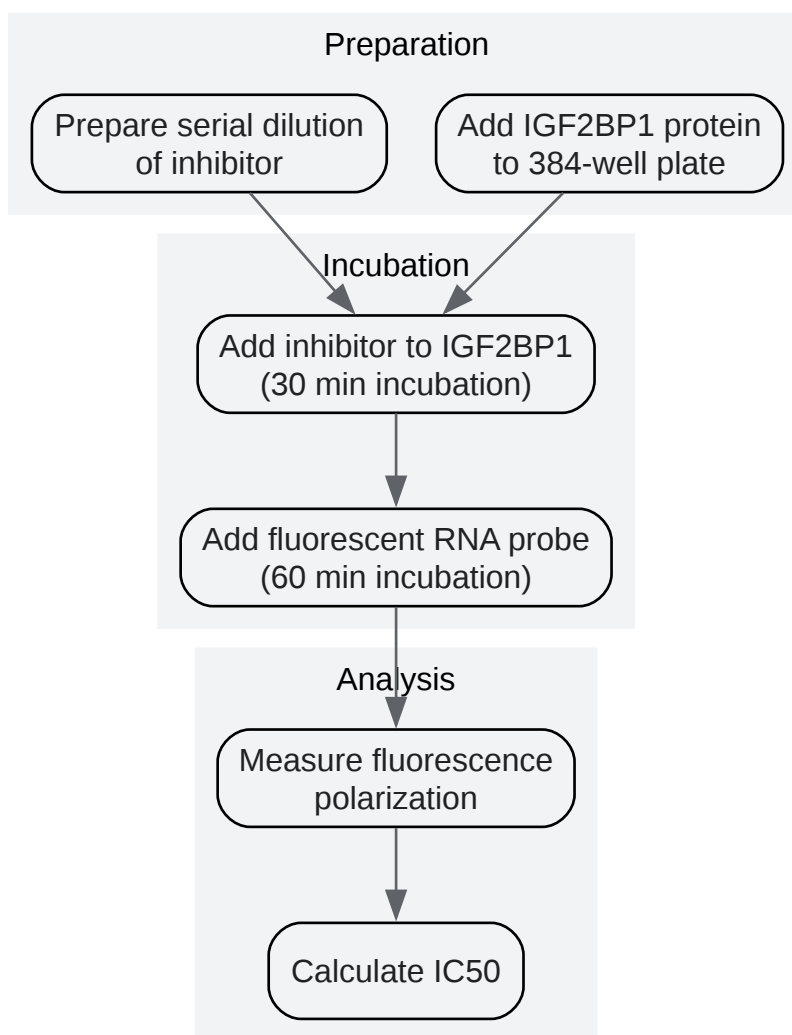 Preparation
Prepare serial dilution
of inhibitor
Add IGF2BP1 protein
to 384-well plate
Incubation
Add inhibitor to IGF2BP1
(30 min incubation)
Add fluorescent RNA probe
(60 min incubation)
Analysis
Measure fluorescence
polarization
Calculate IC50